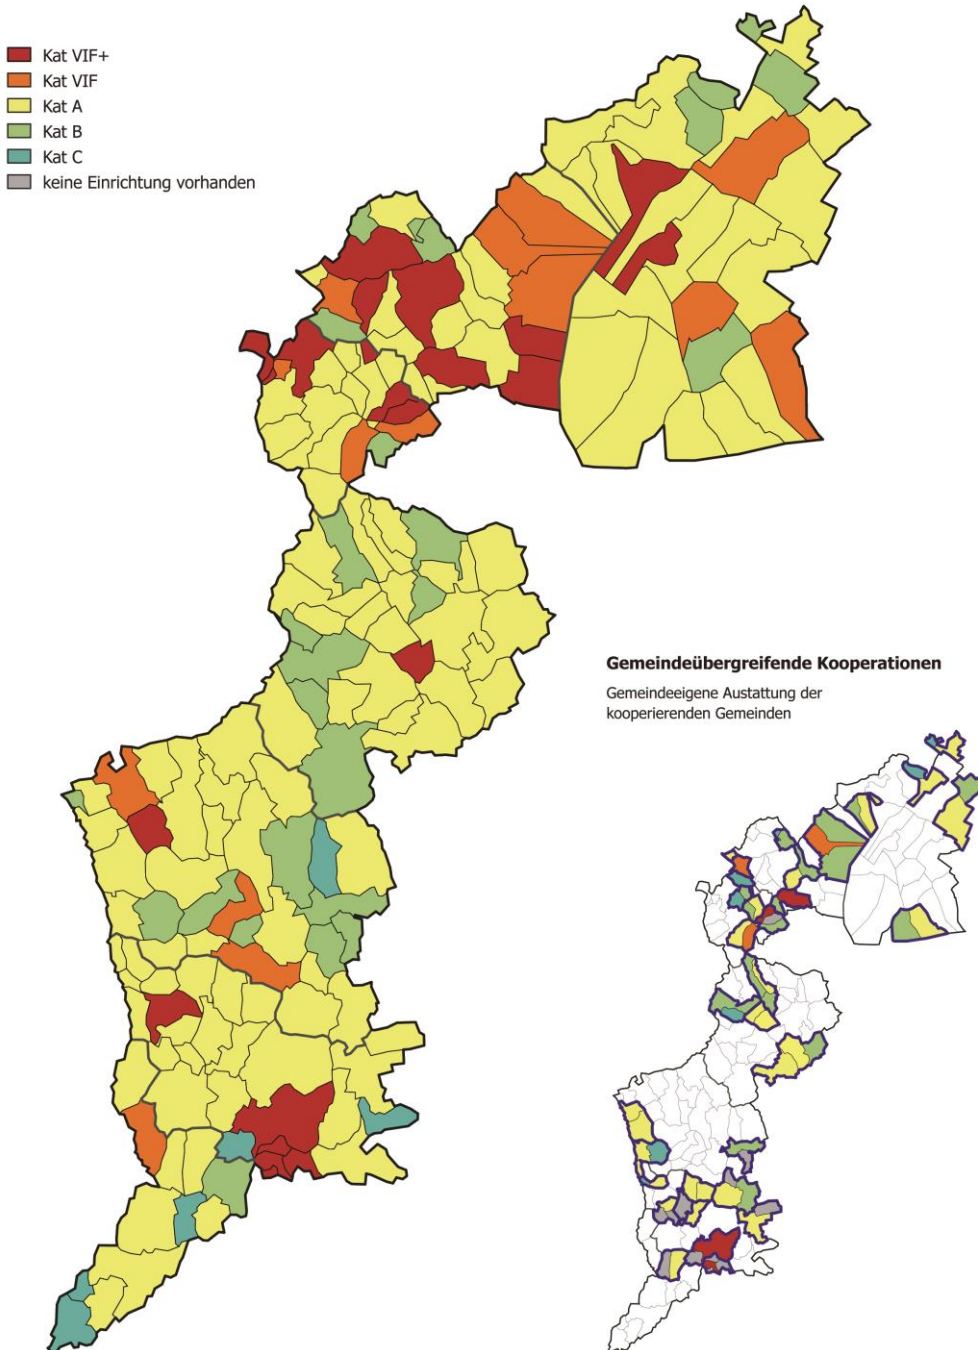 Kat VIF+
Kat VIF
Kat A
Kat B
Kat C
keine Einrichtung vorhanden
Gemeindeübergreifende Kooperationen
Gemeindeeigene Austattung der
kooperierenden Gemeinden